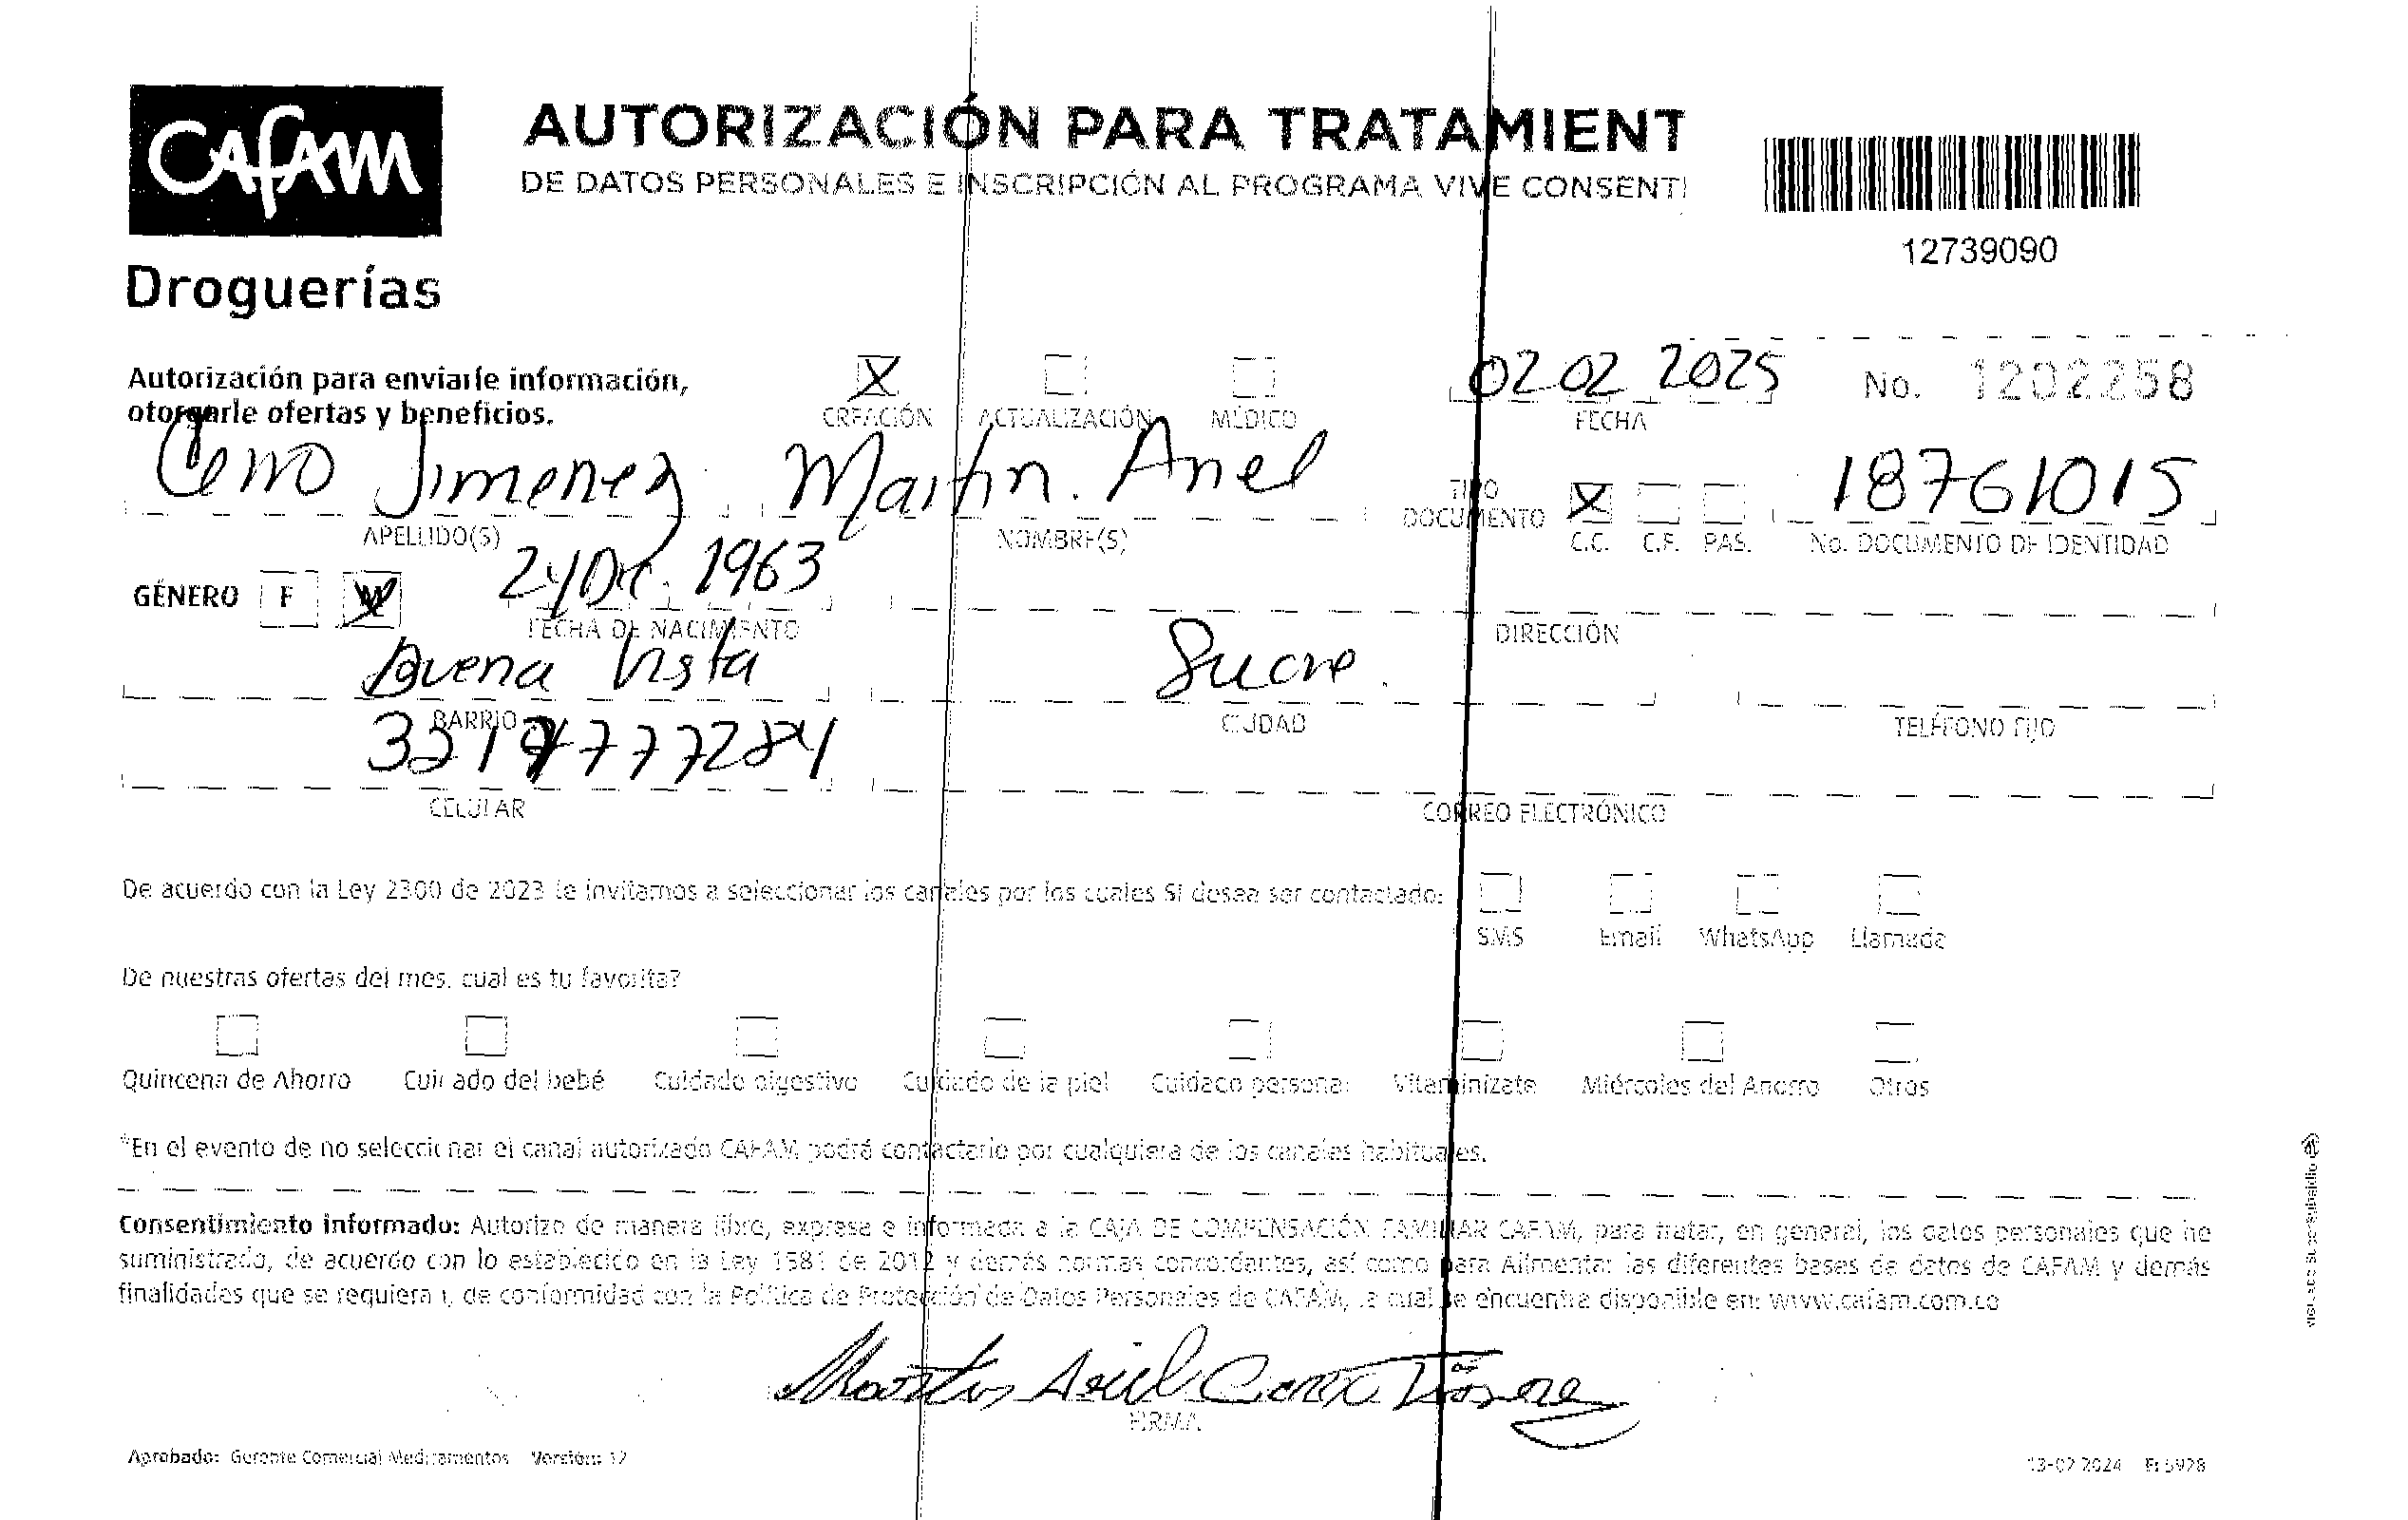 CAFAM
AUTORIZACIÓN PARA TRATAMIENT
DE DATOS PERSONALES E INSCRIPCIÓN AL PROGRAMA VIVE CONSENTI
12739090
Droguerías
Autorización para enviarle información,
otorgarle ofertas y beneficios.
X CREACIÓN ACTUALIZACIÓN MÉDICO
02 02 2025 FECHA
No. 1202258
Cerro Jimenez Martin. Ariel
APELLIDO(S) NOMBRE(S)
TIPO DOCUMENTO X C.C. C.E. PAS.
18761015
No. DOCUMENTO DE IDENTIDAD
GÉNERO F M
Dic. 1963
FECHA DE NACIMIENTO DIRECCIÓN
Buena Vista Sucre.
BARRIO CIUDAD TELÉFONO FIJO
777284
CELULAR CORREO ELECTRÓNICO
De acuerdo con la Ley 2300 de 2023 te invitamos a seleccionar los canales por los cuales SI desea ser contactado:
SMS Email WhatsApp Llamada
De nuestras ofertas del mes, cual es tu favorita?
Quincena de Ahorro Cuidado del bebé Cuidado digestivo Cuidado de la piel Cuidado personal Vitaminízate Miércoles del Ahorro Otros
*En el evento de no seleccionar el canal autorizado CAFAM podrá contactarlo por cualquiera de los canales habituales.
Consentimiento informado: Autorizo de manera libre, expresa e informada a la CAJA DE COMPENSACIÓN FAMILIAR CAFAM, para tratar, en general, los datos personales que he
suministrado, de acuerdo con lo establecido en la Ley 1581 de 2012 y demás normas concordantes, así como para Alimentar las diferentes bases de datos de CAFAM y demás
finalidades que se requieran, de conformidad con la Política de Protección de Datos Personales de CAFAM, la cual se encuentra disponible en: www.cafam.com.co
Martin Ariel Cerro Jimenez
FIRMA
Aprobado: Gerente Comercial Medicamentos Versión: 12
13-02 2024